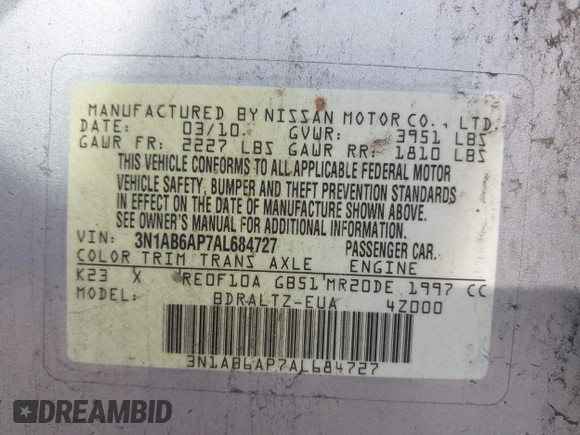 MANUFACTURED BY NISSAN MOTOR CO., LTD
DATE: 03/10 GVWR: 3951 LBS
GAWR FR: 2227 LBS GAWR RR: 1810 LBS
THIS VEHICLE CONFORMS TO ALL APPLICABLE FEDERAL MOTOR
VEHICLE SAFETY, BUMPER AND THEFT PREVENTION STANDARDS
IN EFFECT ON THE DATE OF MANUFACTURE SHOWN ABOVE.
SEE OWNER'S MANUAL FOR ADDITIONAL INFORMATION.
VIN: 3N1AB6AP7AL684727 PASSENGER CAR.
COLOR TRIM TRANS AXLE ENGINE
K23 X RE0F10A GB51 MR20DE 1997 CC
MODEL: BDRALTZ-EUA 4Z000
3N1AB6AP7AL684727
DREAMBID